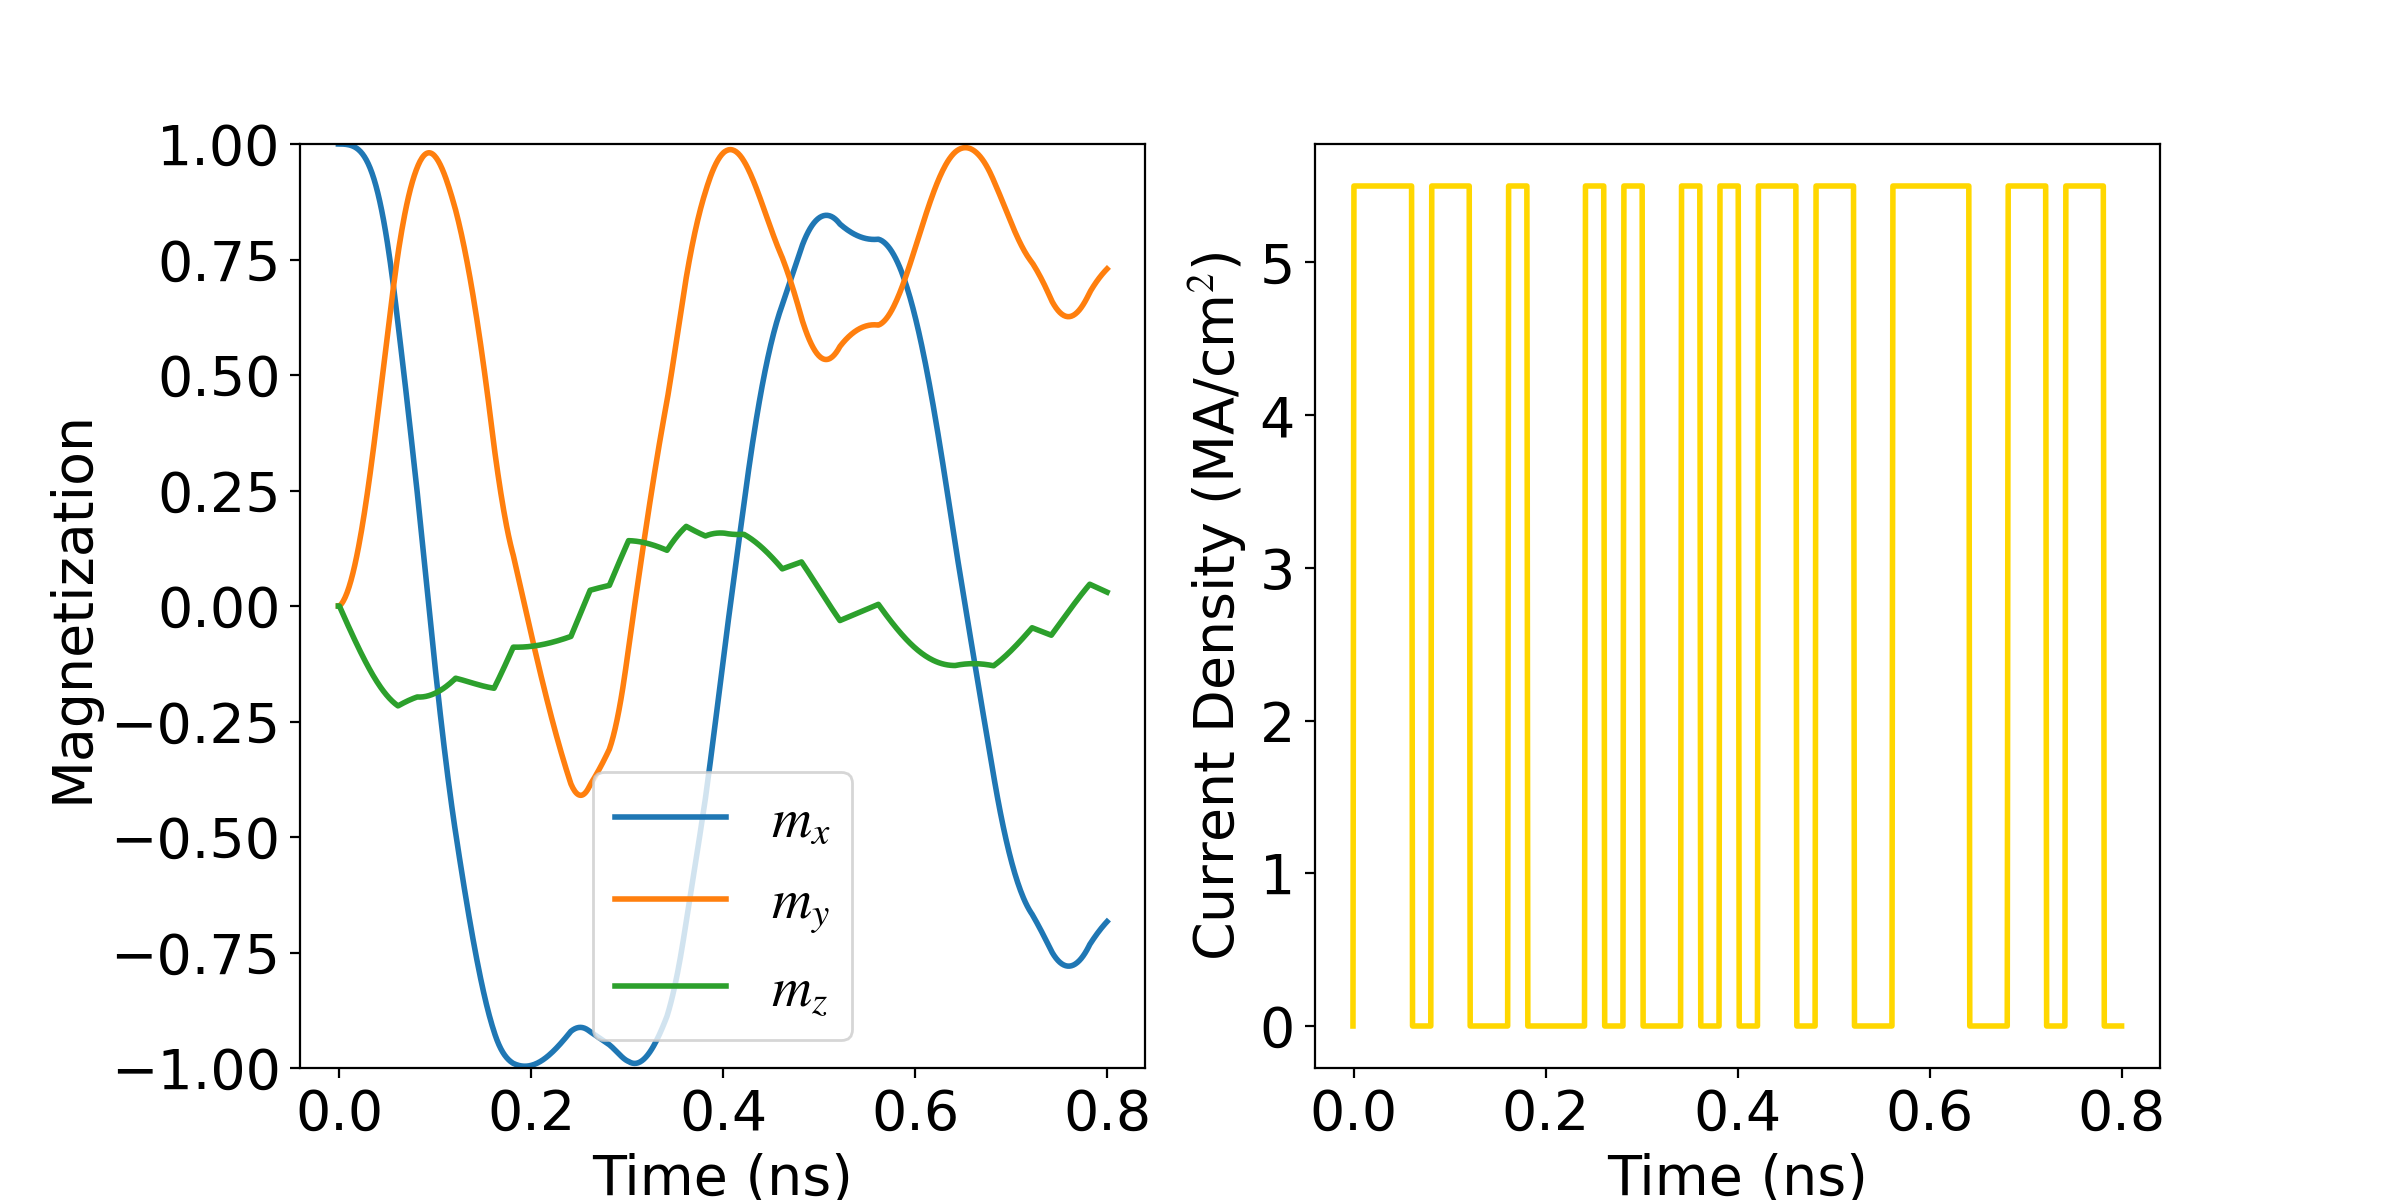 Magnetization
1.00
0.75
0.50
0.25
0.00
−0.25
−0.50
−0.75
−1.00
0.0 0.2 0.4 0.6 0.8
Time (ns)
m_x
m_y
m_z
Current Density (MA/cm²)
5
4
3
2
1
0
0.0 0.2 0.4 0.6 0.8
Time (ns)